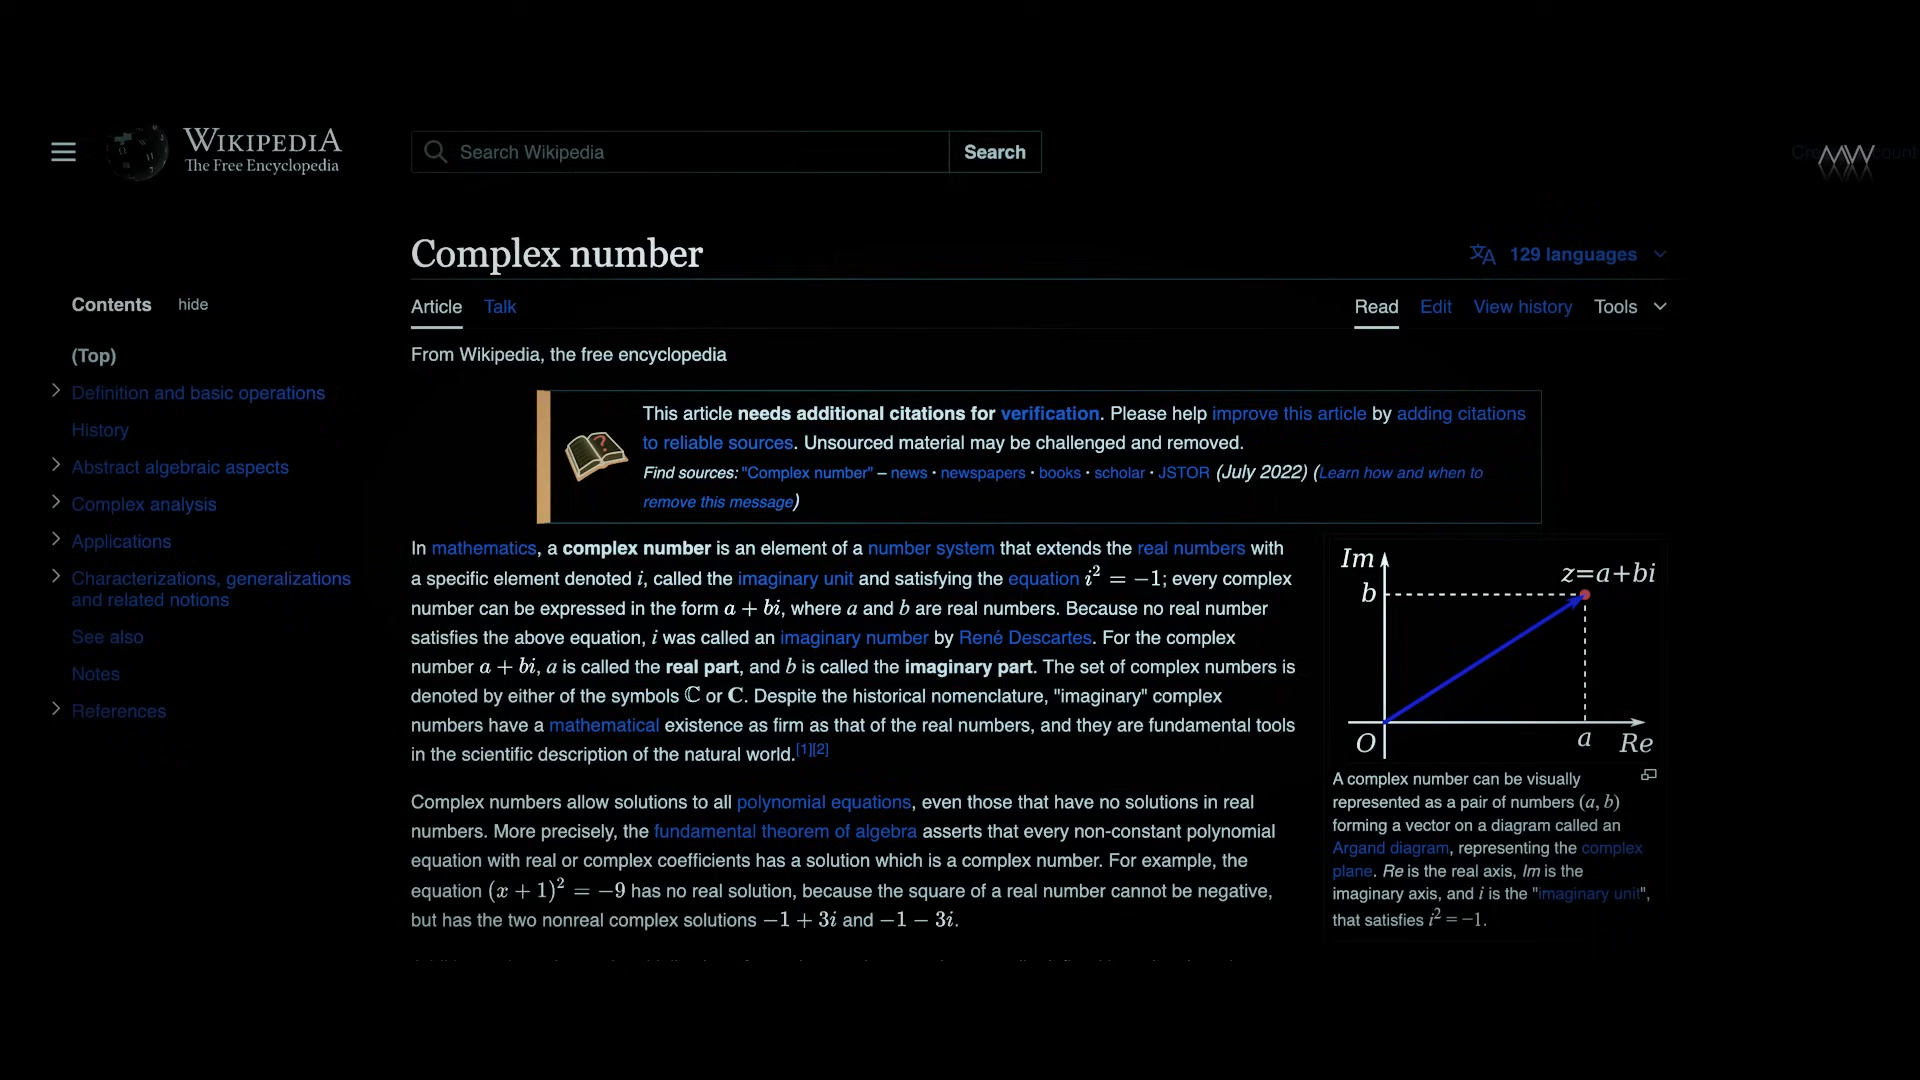 WIKIPEDIA
The Free Encyclopedia
Search Wikipedia
Search
MW
Complex number
129 languages
Contents hide
Article Talk
Read Edit View history Tools
(Top)
Definition and basic operations
History
Abstract algebraic aspects
Complex analysis
Applications
Characterizations, generalizations
and related notions
See also
Notes
References
From Wikipedia, the free encyclopedia
This article needs additional citations for verification. Please help improve this article by adding citations
to reliable sources. Unsourced material may be challenged and removed.
Find sources: "Complex number" – news · newspapers · books · scholar · JSTOR (July 2022) (Learn how and when to
remove this message)
In mathematics, a complex number is an element of a number system that extends the real numbers with
a specific element denoted i, called the imaginary unit and satisfying the equation i² = −1; every complex
number can be expressed in the form a + bi, where a and b are real numbers. Because no real number
satisfies the above equation, i was called an imaginary number by René Descartes. For the complex
number a + bi, a is called the real part, and b is called the imaginary part. The set of complex numbers is
denoted by either of the symbols ℂ or C. Despite the historical nomenclature, "imaginary" complex
numbers have a mathematical existence as firm as that of the real numbers, and they are fundamental tools
in the scientific description of the natural world.[1][2]
Complex numbers allow solutions to all polynomial equations, even those that have no solutions in real
numbers. More precisely, the fundamental theorem of algebra asserts that every non-constant polynomial
equation with real or complex coefficients has a solution which is a complex number. For example, the
equation (x + 1)² = −9 has no real solution, because the square of a real number cannot be negative,
but has the two nonreal complex solutions −1 + 3i and −1 − 3i.
Im
z=a+bi
b
O
a
Re
A complex number can be visually
represented as a pair of numbers (a, b)
forming a vector on a diagram called an
Argand diagram, representing the complex
plane. Re is the real axis, Im is the
imaginary axis, and i is the "imaginary unit",
that satisfies i² = −1.